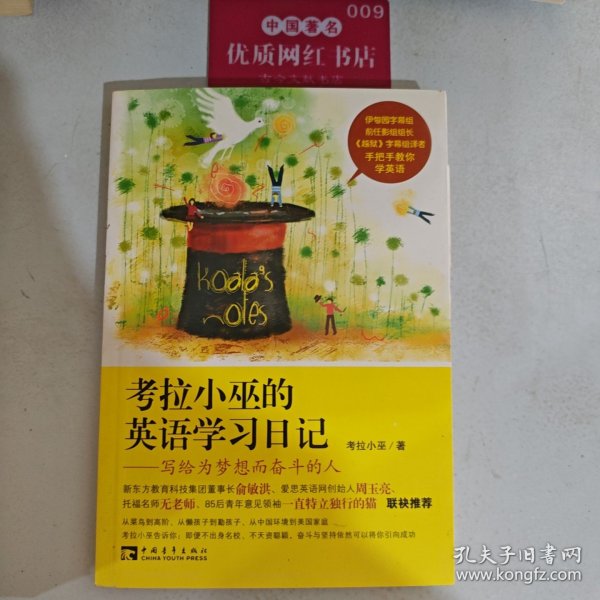 009
中国著名
优质网红书店
古今文献书店
伊甸园字幕组
前任影组组长
《越狱》字幕组译者
手把手教你
学英语
Koala's
notes
考拉小巫的
英语学习日记
考拉小巫/著
——写给为梦想而奋斗的人
新东方教育科技集团董事长俞敏洪、爱思英语网创始人周玉亮、
托福名师无老师、85后青年意见领袖一直特立独行的猫 联袂推荐
从菜鸟到高阶,从懒孩子到勤孩子,从中国环境到美国家庭
考拉小巫告诉你:即便不出身名校、不天资聪颖,奋斗与坚持依然可以将你引向成功
中国青年出版社
CHINA YOUTH PRESS
孔夫子旧书网
www.kongfz.com